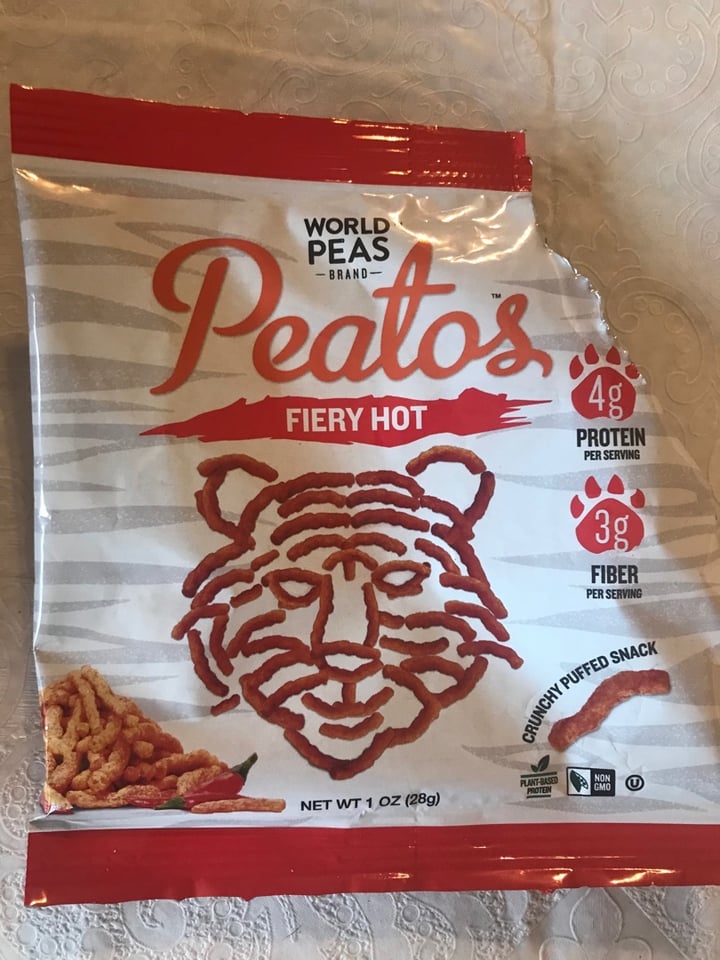 WORLD
PEAS
— BRAND —
Peatos™
FIERY HOT
4g
PROTEIN
PER SERVING
3g
FIBER
PER SERVING
CRUNCHY PUFFED SNACK
PLANT-BASED
PROTEIN
NON
GMO
U
NET WT 1 OZ (28g)